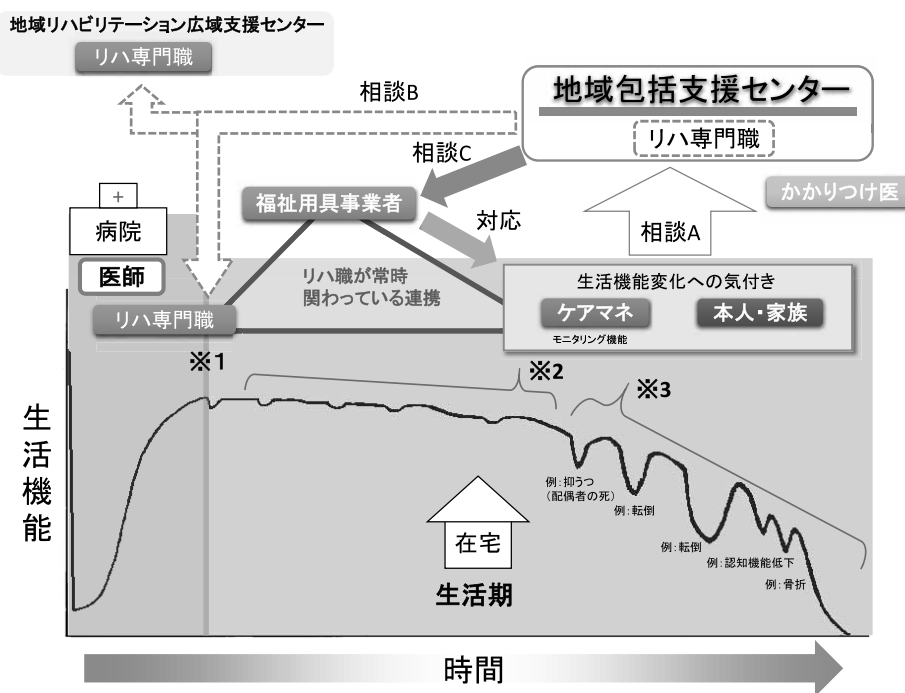 地域リハビリテーション広域支援センター
リハ専門職
相談B
地域包括支援センター
リハ専門職
相談C
かかりつけ医
+
病院
福祉用具事業者
対応
相談A
医師
リハ職が常時
関わっている連携
生活機能変化への気付き
リハ専門職
ケアマネ
本人・家族
モニタリング機能
※1
※2
※3
生活機能
例：抑うつ
（配偶者の死）
例：転倒
例：転倒
例：認知機能低下
例：骨折
在宅
生活期
時間